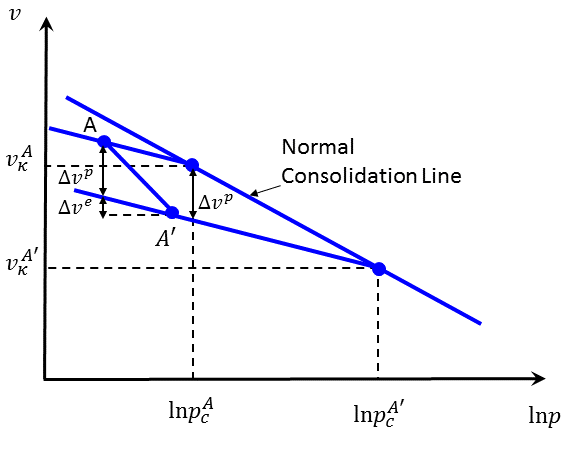 v
A
Normal
Consolidation Line
v_κ^A
Δv^p
Δv^p
Δv^e
A′
v_κ^{A′}
lnp_c^A
lnp_c^{A′}
lnp